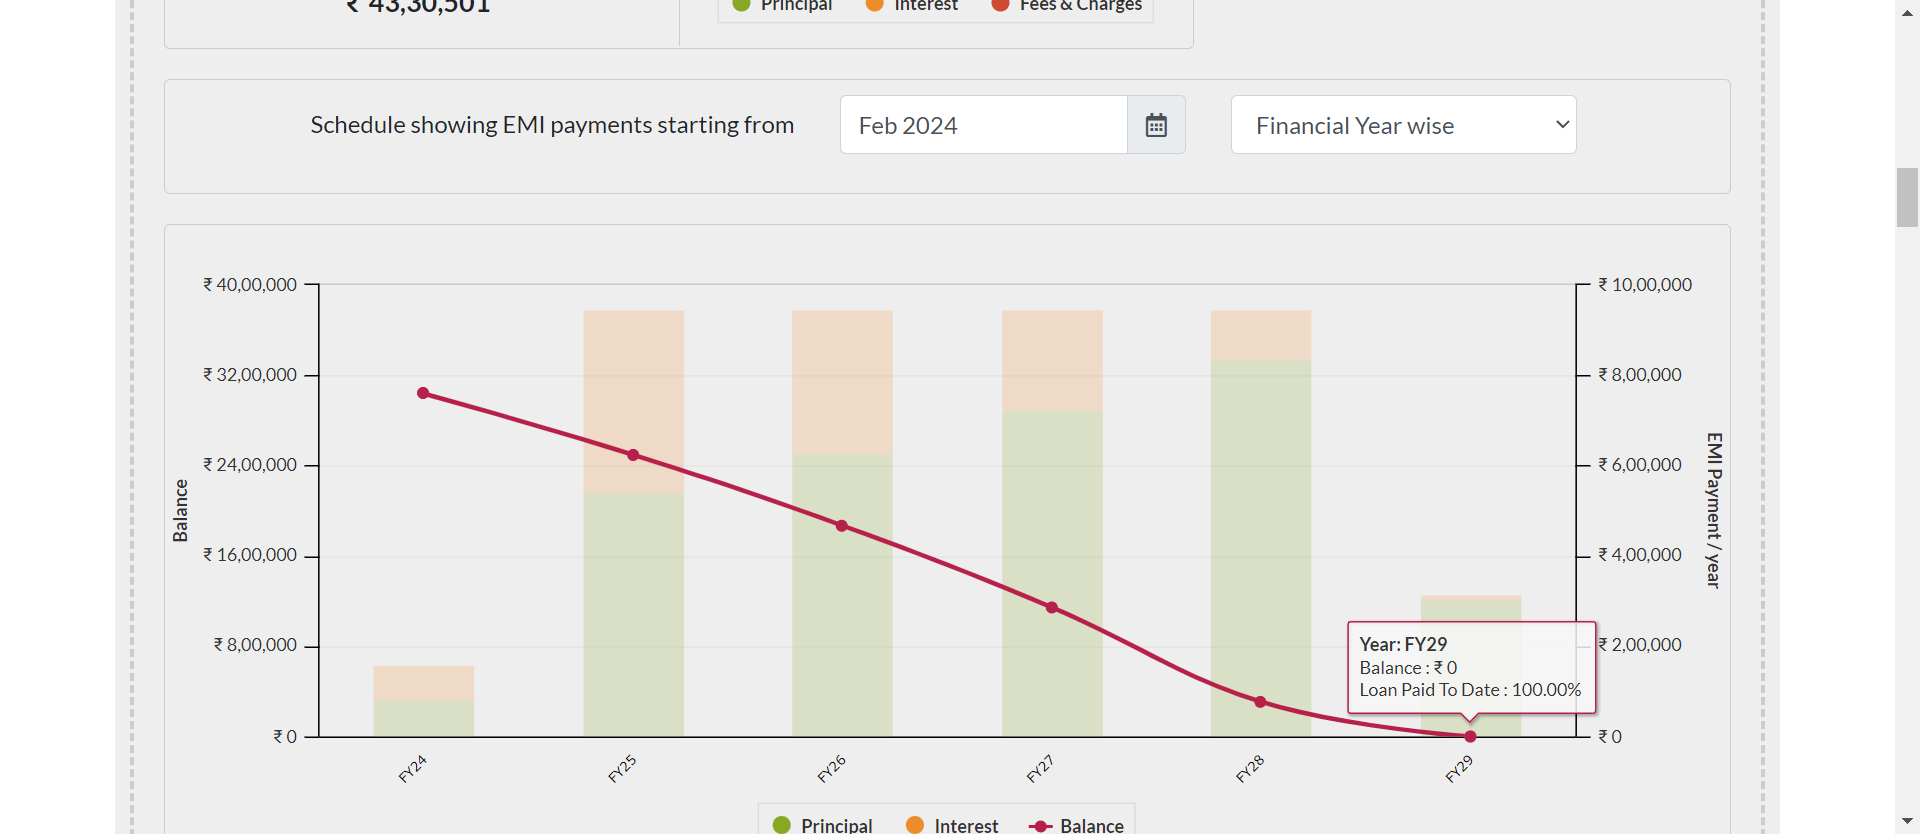 ₹ 43,30,501
Principal Interest Fees & Charges
Schedule showing EMI payments starting from Feb 2024 Financial Year wise
₹ 40,00,000 ₹ 10,00,000
₹ 32,00,000 ₹ 8,00,000
₹ 24,00,000 ₹ 6,00,000
₹ 16,00,000 ₹ 4,00,000
₹ 8,00,000 ₹ 2,00,000
₹ 0 ₹ 0
Balance
EMI Payment / year
Year: FY29
Balance : ₹ 0
Loan Paid To Date : 100.00%
FY24 FY25 FY26 FY27 FY28 FY29
Principal Interest Balance